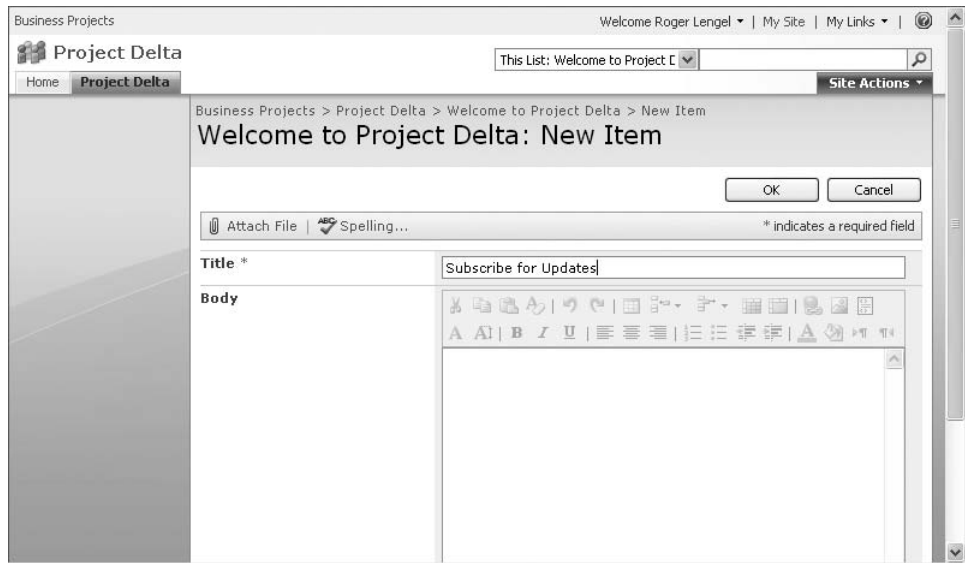 Business Projects
Welcome Roger Lengel | My Site | My Links |
Project Delta
This List: Welcome to Project D
Home Project Delta
Site Actions
Business Projects > Project Delta > Welcome to Project Delta > New Item
Welcome to Project Delta: New Item
OK Cancel
Attach File | ABC Spelling...
* indicates a required field
Title *
Subscribe for Updates
Body
A A B I U A